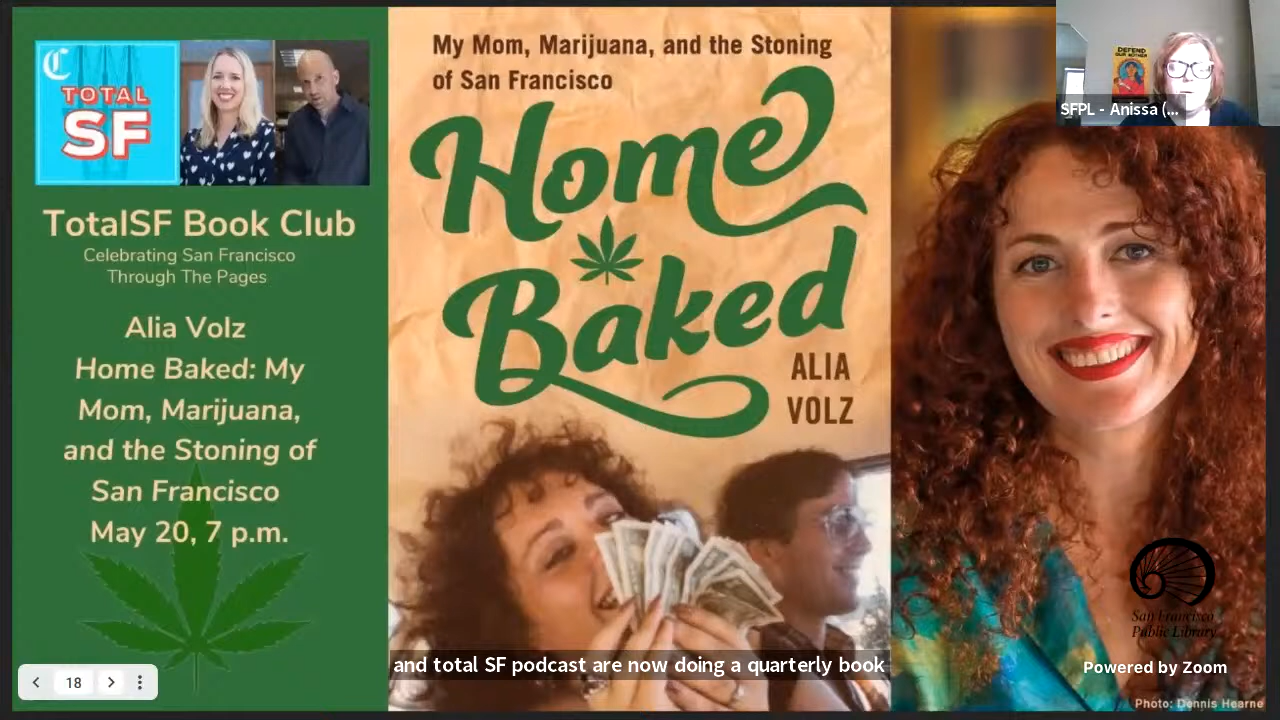 C
TOTAL
SF
TotalSF Book Club
Celebrating San Francisco
Through The Pages
Alia Volz
Home Baked: My
Mom, Marijuana,
and the Stoning of
San Francisco
May 20, 7 p.m.
18
My Mom, Marijuana, and the Stoning
of San Francisco
Home
Baked
ALIA
VOLZ
and total SF podcast are now doing a quarterly book
DEFEND
OUR MOTHER
SFPL - Anissa (...
San Francisco
Public Library
Powered by Zoom
Photo: Dennis Hearne